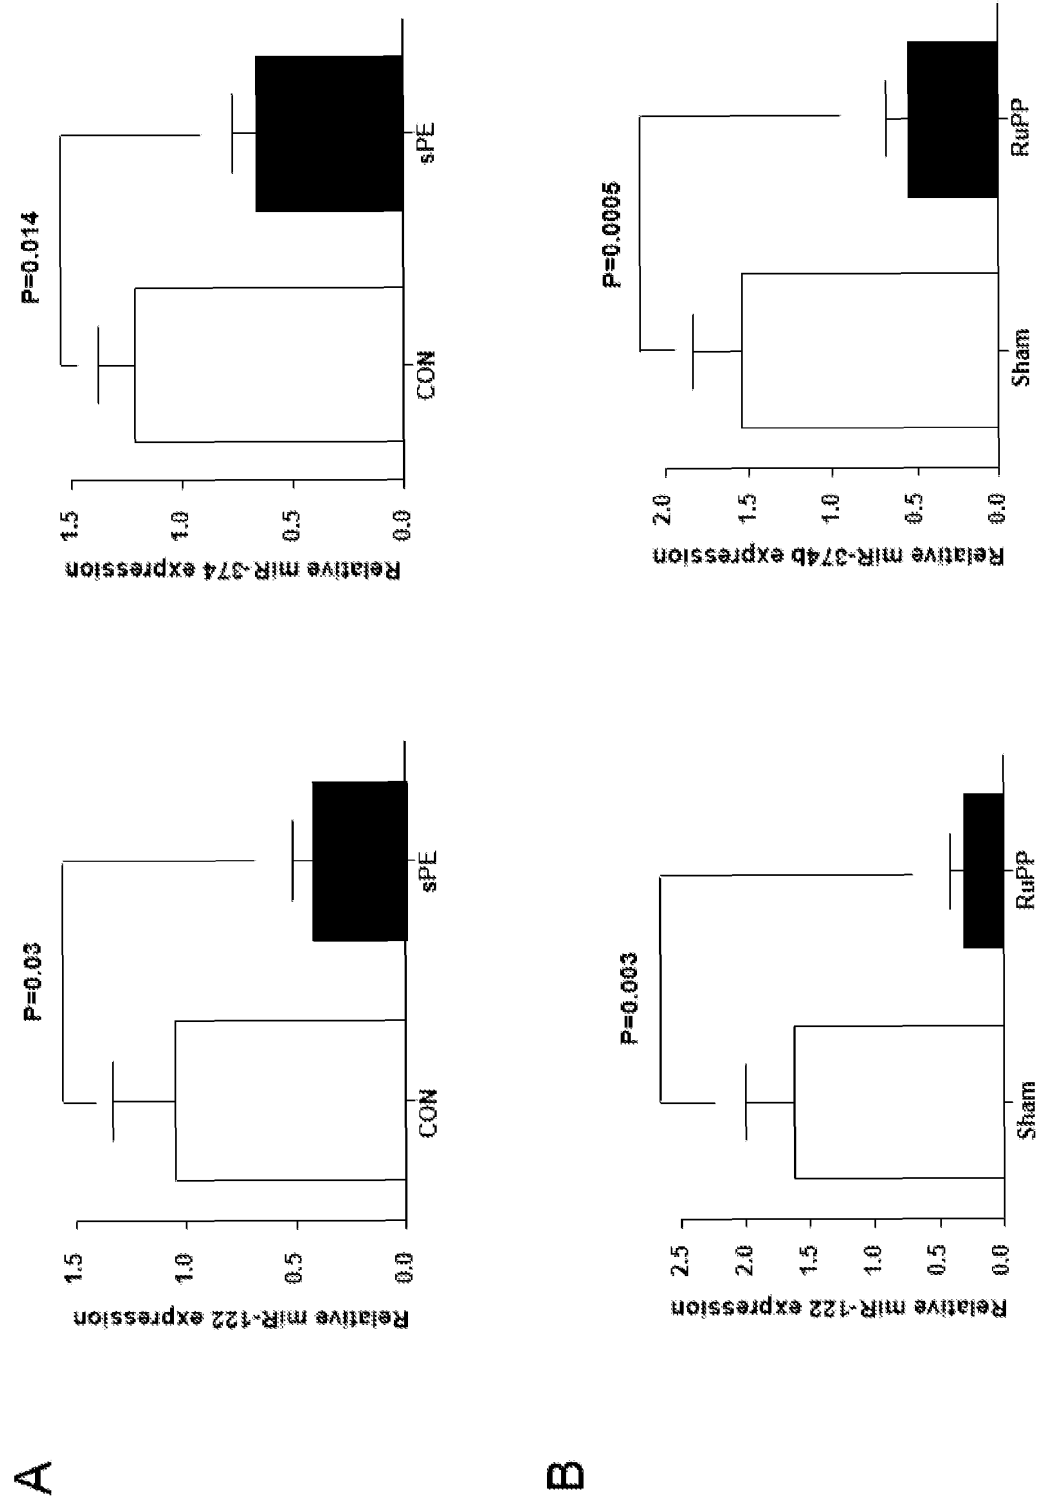 A
Relative miR-122 expression
1.5
1.0
0.5
0.0
P=0.03
CON
sPE
Relative miR-374 expression
1.5
1.0
0.5
0.0
P=0.014
CON
sPE
B
Relative miR-122 expression
2.5
2.0
1.5
1.0
0.5
0.0
P=0.003
Sham
RuPP
Relative miR-374b expression
2.0
1.5
1.0
0.5
0.0
P=0.0005
Sham
RuPP